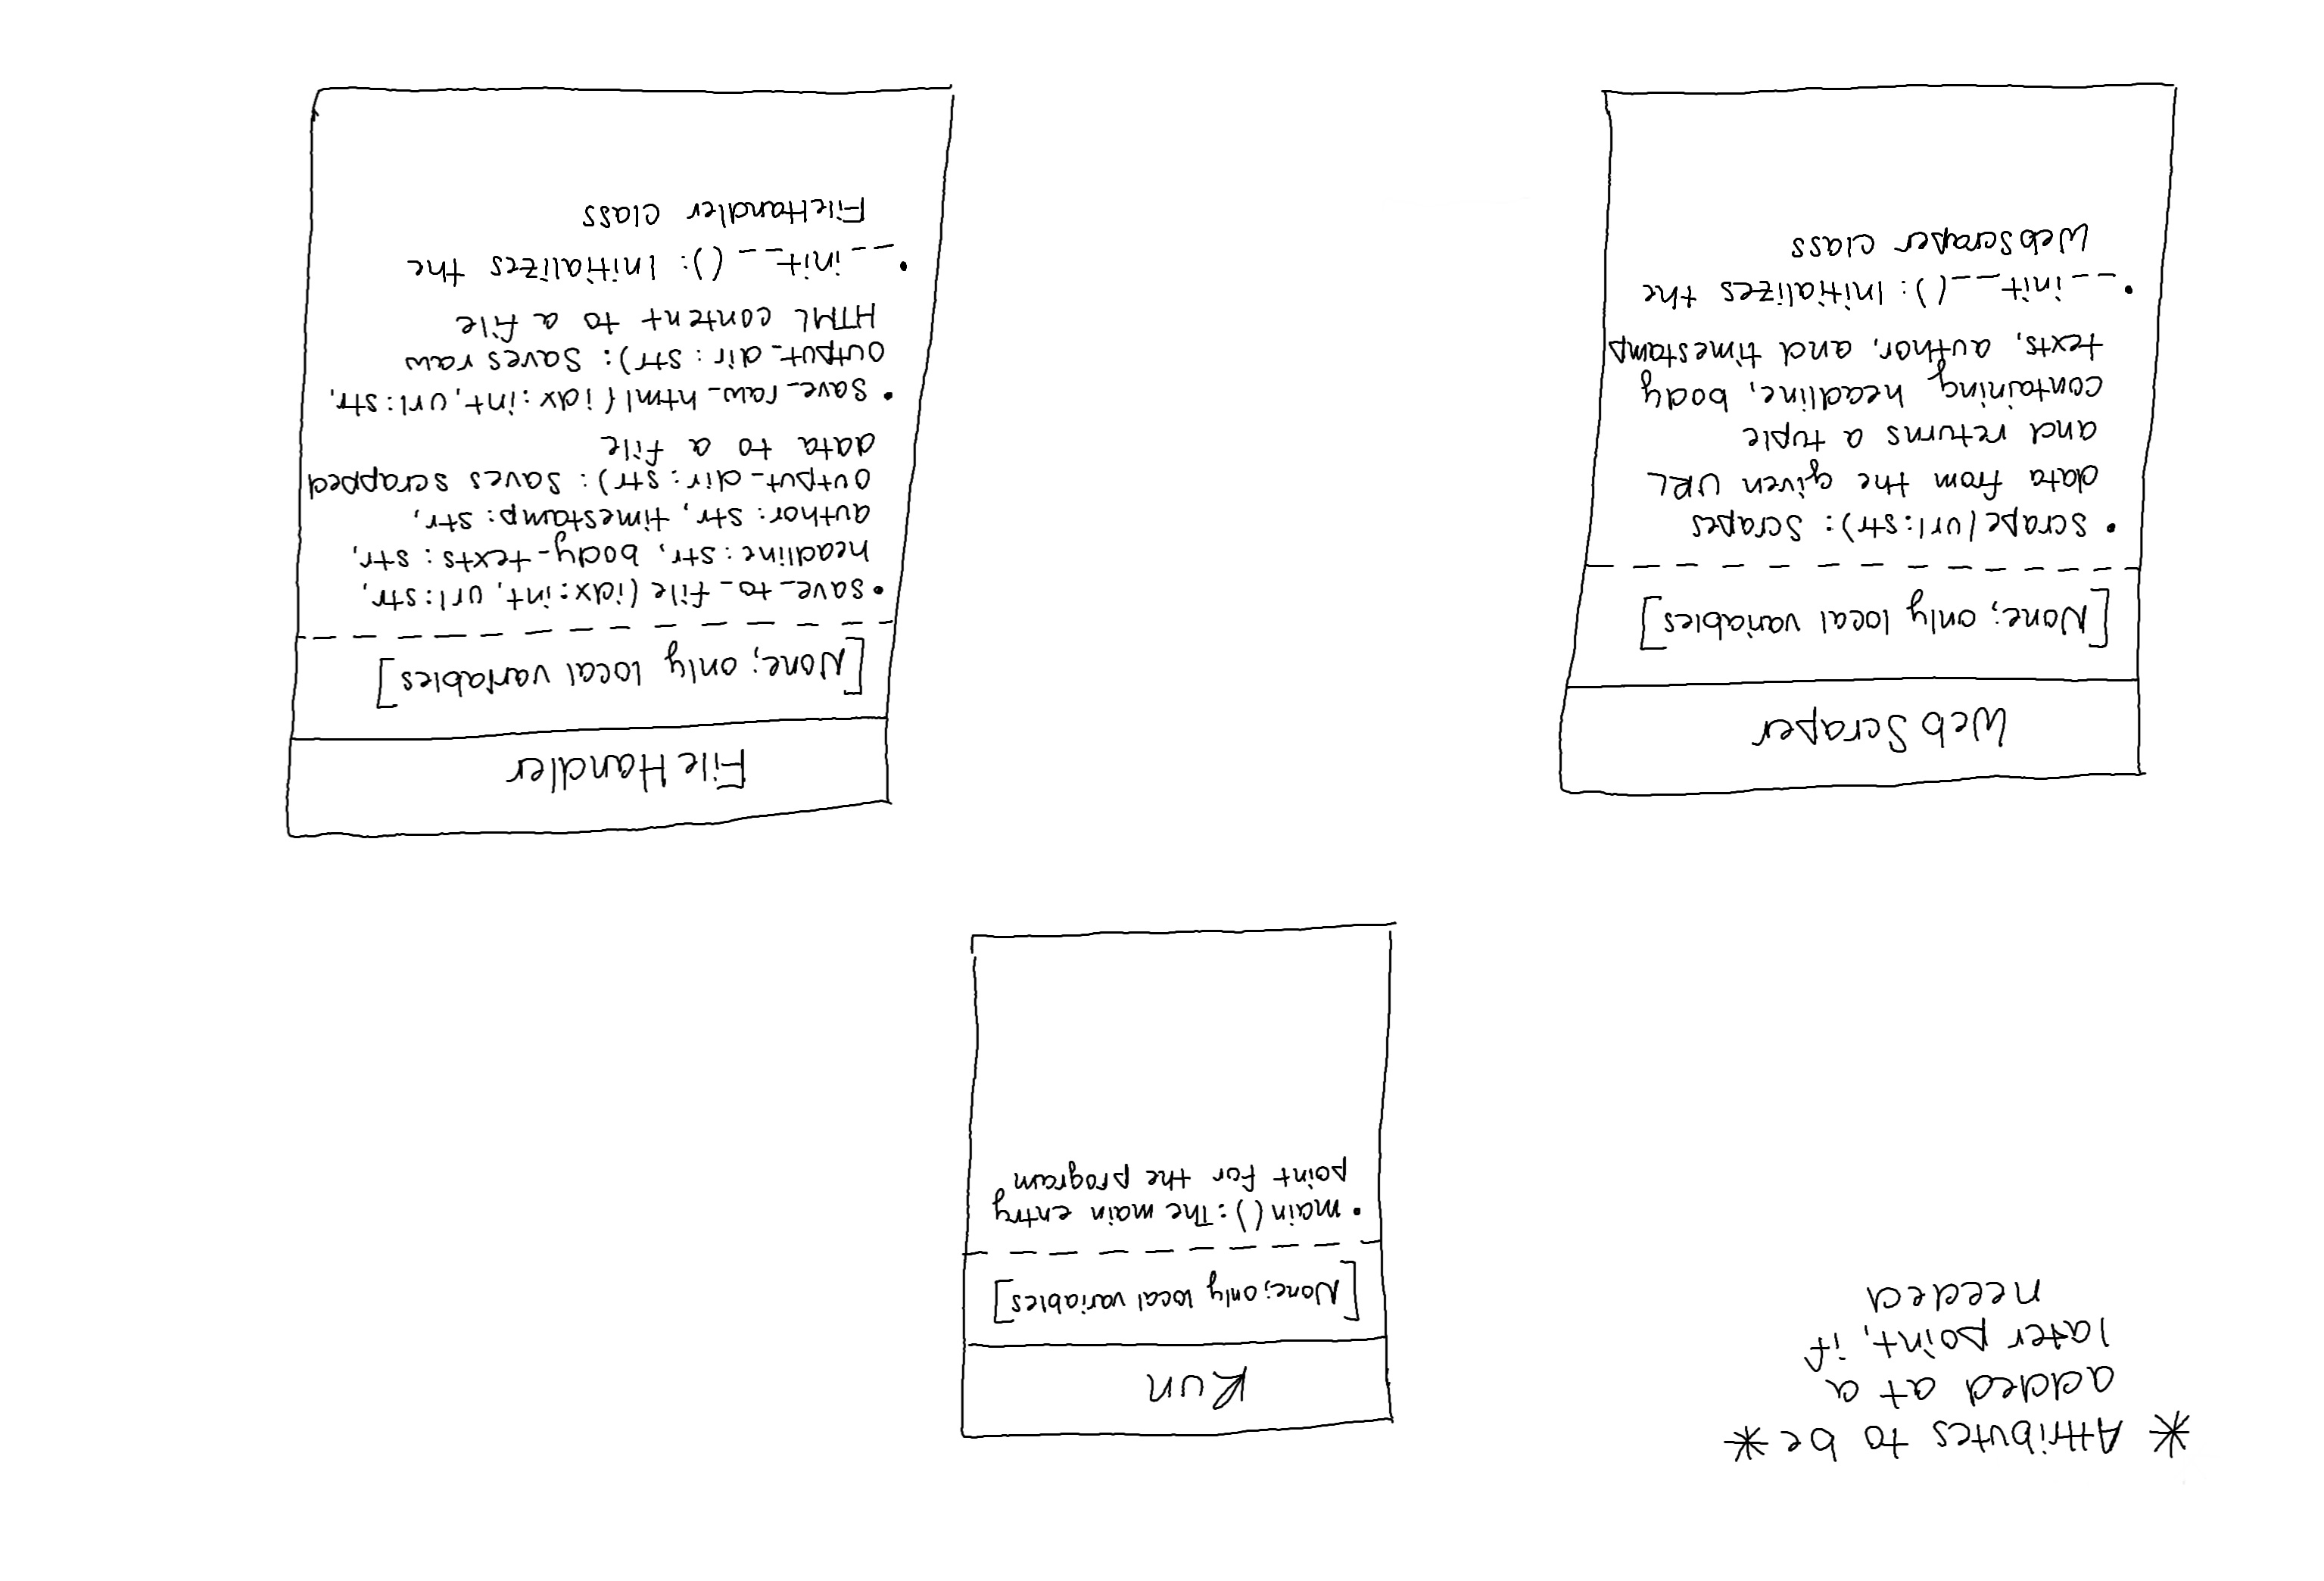 * Attributes to be *
added at a
later point, if
needed
Run
[None; only local variables]
• main(): The main entry
point for the program
WebScraper
[None; only local variables]
• scrape(url:str): Scrapes
data from the given URL
and returns a tuple
containing headline, body
texts, author, and timestamp
• __init__(): Initializes the
WebScraper class
FileHandler
[None; only local variables]
• save_to_file(idx:int, url:str,
headline:str, body_texts: str,
author: str, timestamp: str,
output_dir: str): Saves scrapped
data to a file
• save_raw_html(idx:int, url:str,
output_dir: str): Saves raw
HTML content to a file
• __init__(): Initializes the
FileHandler class